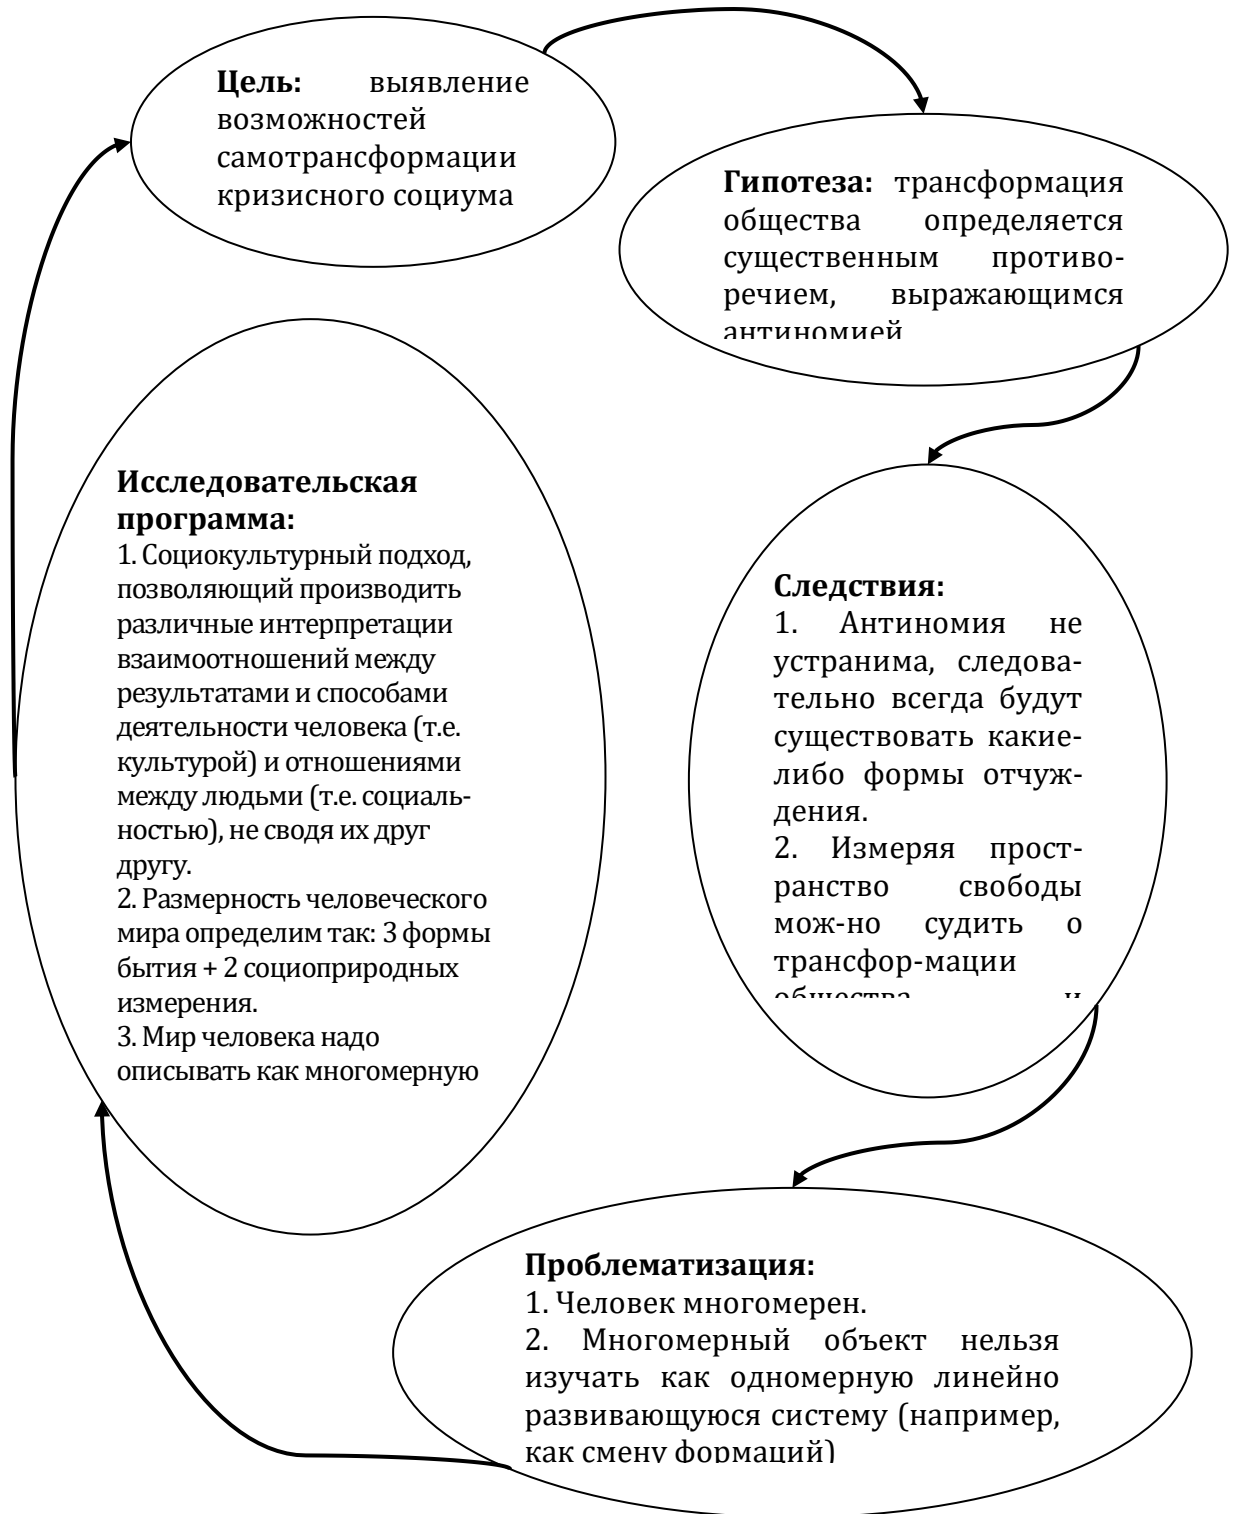 Цель: выявление
возможностей
самотрансформации
кризисного социума
Гипотеза: трансформация
общества определяется
существенным противо-
речием, выражающимся
антиномией
Следствия:
1. Антиномия не
устранима, следова-
тельно всегда будут
существовать какие-
либо формы отчуж-
дения.
2. Измеряя прост-
ранство свободы
мож-но судить о
трансфор-мации
общества и
Проблематизация:
1. Человек многомерен.
2. Многомерный объект нельзя
изучать как одномерную линейно
развивающуюся систему (например,
как смену формаций)
Исследовательская
программа:
1. Социокультурный подход,
позволяющий производить
различные интерпретации
взаимоотношений между
результатами и способами
деятельности человека (т.е.
культурой) и отношениями
между людьми (т.е. социаль-
ностью), не сводя их друг
другу.
2. Размерность человеческого
мира определим так: 3 формы
бытия + 2 социоприродных
измерения.
3. Мир человека надо
описывать как многомерную